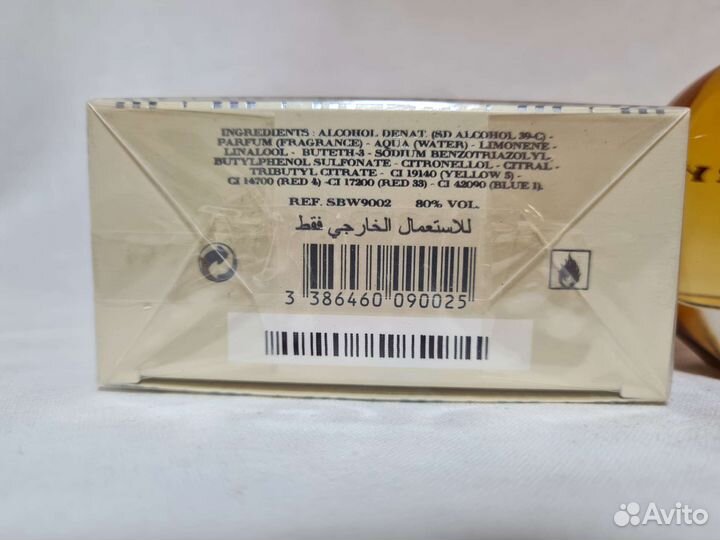 INGREDIENTS : ALCOHOL DENAT. (SD ALCOHOL 39-C) -
PARFUM (FRAGRANCE) - AQUA (WATER) - LIMONENE -
LINALOOL - BUTETH-3 - SODIUM BENZOTRIAZOLYL
BUTYLPHENOL SULFONATE - CITRONELLOL - CITRAL -
TRIBUTYL CITRATE - CI 19140 (YELLOW 5) -
CI 14700 (RED 4) -CI 17200 (RED 33) - CI 42090 (BLUE 1).
REF. SBW9002 80% VOL.
للاستعمال الخارجي فقط
3 386460 090025
Avito